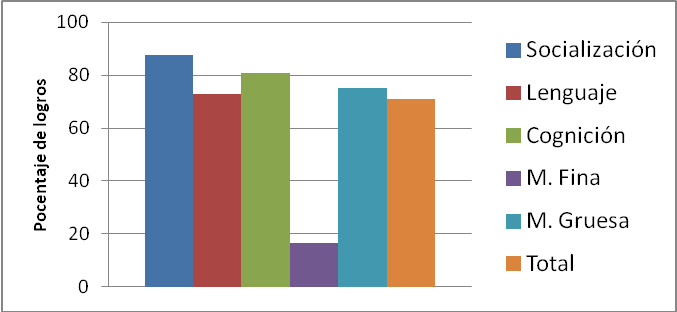 Pocentaje de logros
100
80
60
40
20
0
Socialización
Lenguaje
Cognición
M. Fina
M. Gruesa
Total